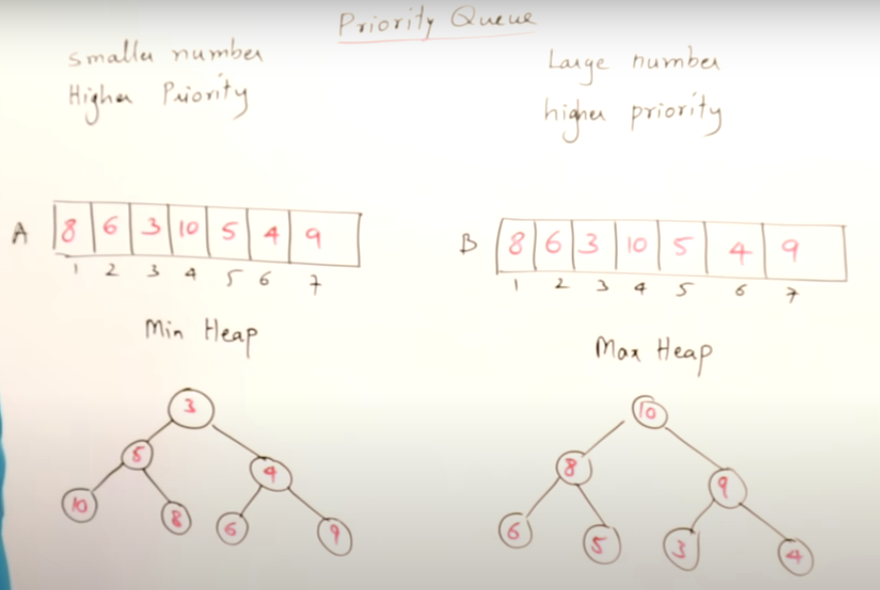 Priority Queue
smaller number
Higher Priority
Large number
higher priority
A 8 6 3 10 5 4 9
1 2 3 4 5 6 7
B 8 6 3 10 5 4 9
1 2 3 4 5 6 7
Min Heap
Max Heap
3
5 4
10 8 6 9
10
8 9
6 5 3 4